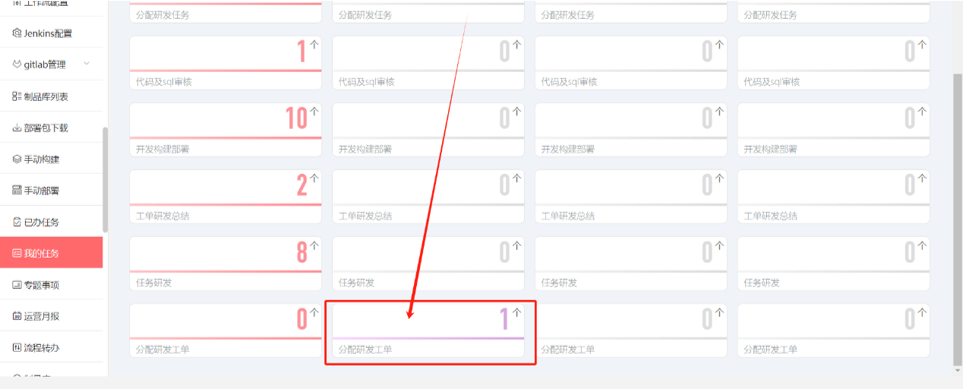 工作流配置
Jenkins配置
gitlab管理
制品库列表
部署包下载
手动构建
手动部署
已办任务
我的任务
专题事项
运营月报
流程转办
分配研发任务 分配研发任务 分配研发任务 分配研发任务
1个 0个 0个 0个
代码及sql审核 代码及sql审核 代码及sql审核 代码及sql审核
10个 0个 0个 0个
开发构建部署 开发构建部署 开发构建部署 开发构建部署
2个 0个 0个 0个
工单研发总结 工单研发总结 工单研发总结 工单研发总结
8个 0个 0个 0个
任务研发 任务研发 任务研发 任务研发
0个 1个 0个 0个
分配研发工单 分配研发工单 分配研发工单 分配研发工单